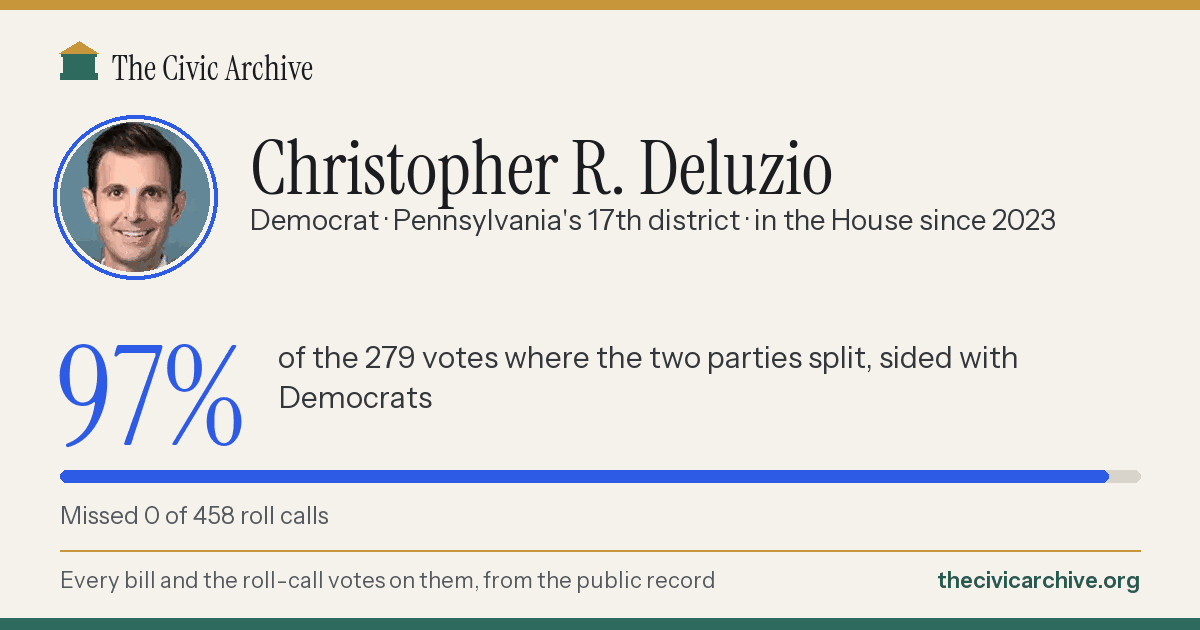 The Civic Archive
Christopher R. Deluzio
Democrat · Pennsylvania's 17th district · in the House since 2023
97%
of the 279 votes where the two parties split, sided with
Democrats
Missed 0 of 458 roll calls
Every bill and the roll-call votes on them, from the public record
thecivicarchive.org